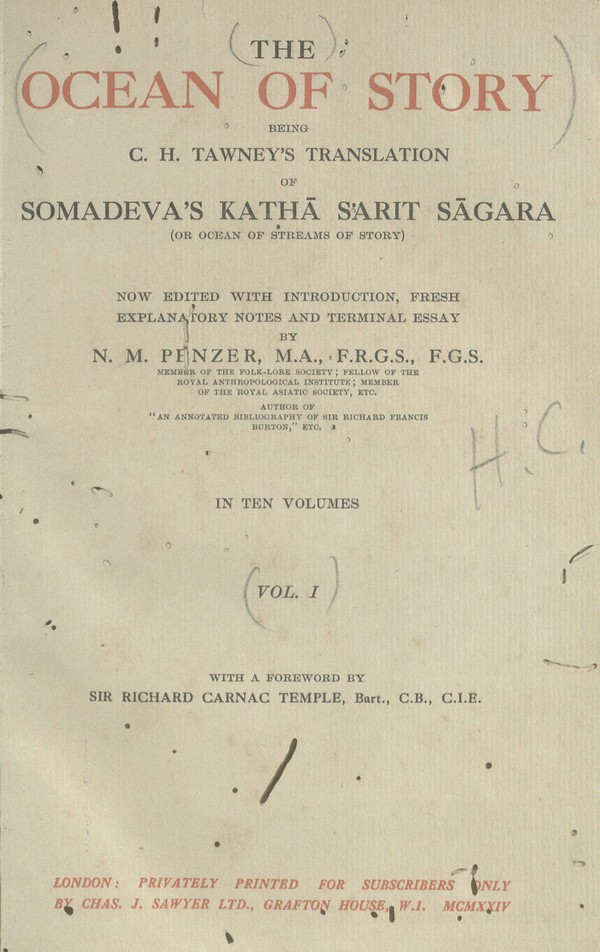 THE
OCEAN OF STORY
BEING
C. H. TAWNEY'S TRANSLATION
OF
SOMADEVA'S KATHĀ S'ARIT SĀGARA
(OR OCEAN OF STREAMS OF STORY)
NOW EDITED WITH INTRODUCTION, FRESH
EXPLANATORY NOTES AND TERMINAL ESSAY
BY
N. M. PENZER, M.A., F.R.G.S., F.G.S.
MEMBER OF THE FOLK-LORE SOCIETY; FELLOW OF THE
ROYAL ANTHROPOLOGICAL INSTITUTE; MEMBER
OF THE ROYAL ASIATIC SOCIETY, ETC.
AUTHOR OF
"AN ANNOTATED BIBLIOGRAPHY OF SIR RICHARD FRANCIS
BURTON," ETC.
H.C.
IN TEN VOLUMES
VOL. I
WITH A FOREWORD BY
SIR RICHARD CARNAC TEMPLE, Bart., C.B., C.I.E.
LONDON: PRIVATELY PRINTED FOR SUBSCRIBERS ONLY
BY CHAS. J. SAWYER LTD., GRAFTON HOUSE, W.I. MCMXXIV